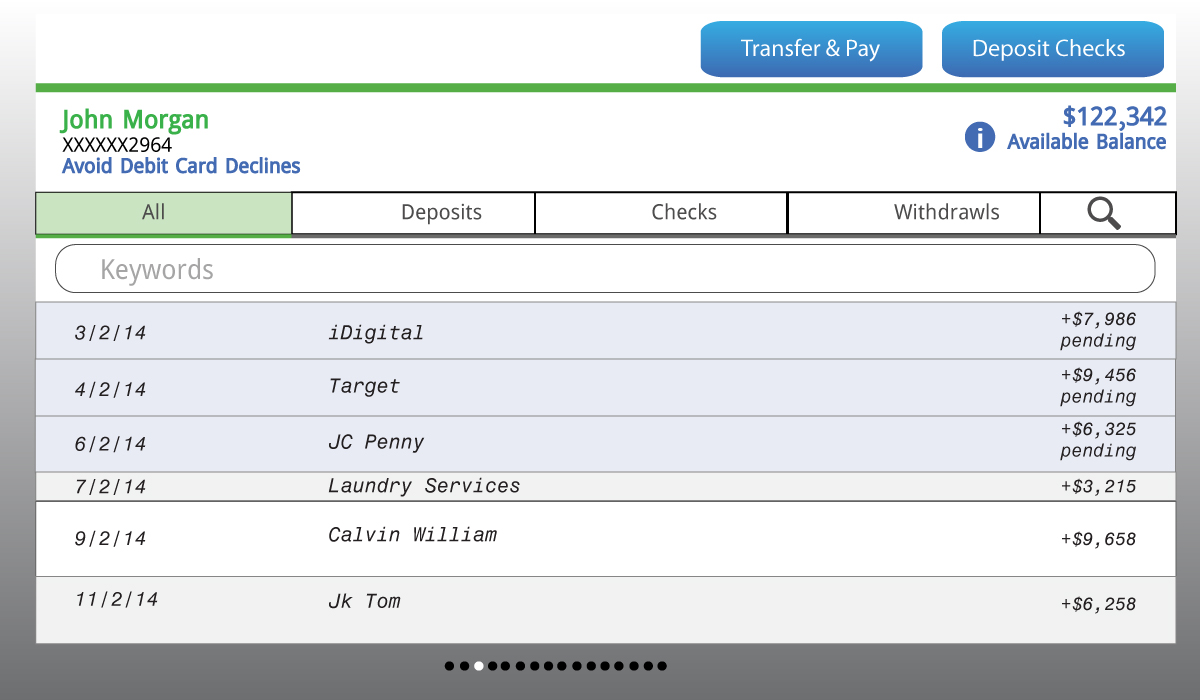 Transfer & Pay
Deposit Checks
John Morgan
XXXXXX2964
Avoid Debit Card Declines
$122,342
Available Balance
All
Deposits
Checks
Withdrawls
Keywords
3/2/14 iDigital +$7,986
pending
4/2/14 Target +$9,456
pending
6/2/14 JC Penny +$6,325
pending
7/2/14 Laundry Services +$3,215
9/2/14 Calvin William +$9,658
11/2/14 Jk Tom +$6,258